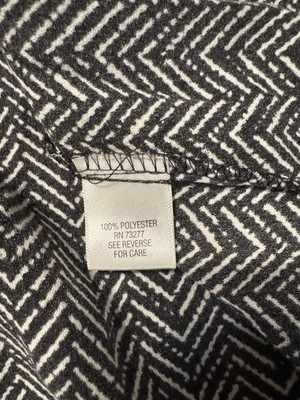 100% POLYESTER
RN 73277
SEE REVERSE
FOR CARE